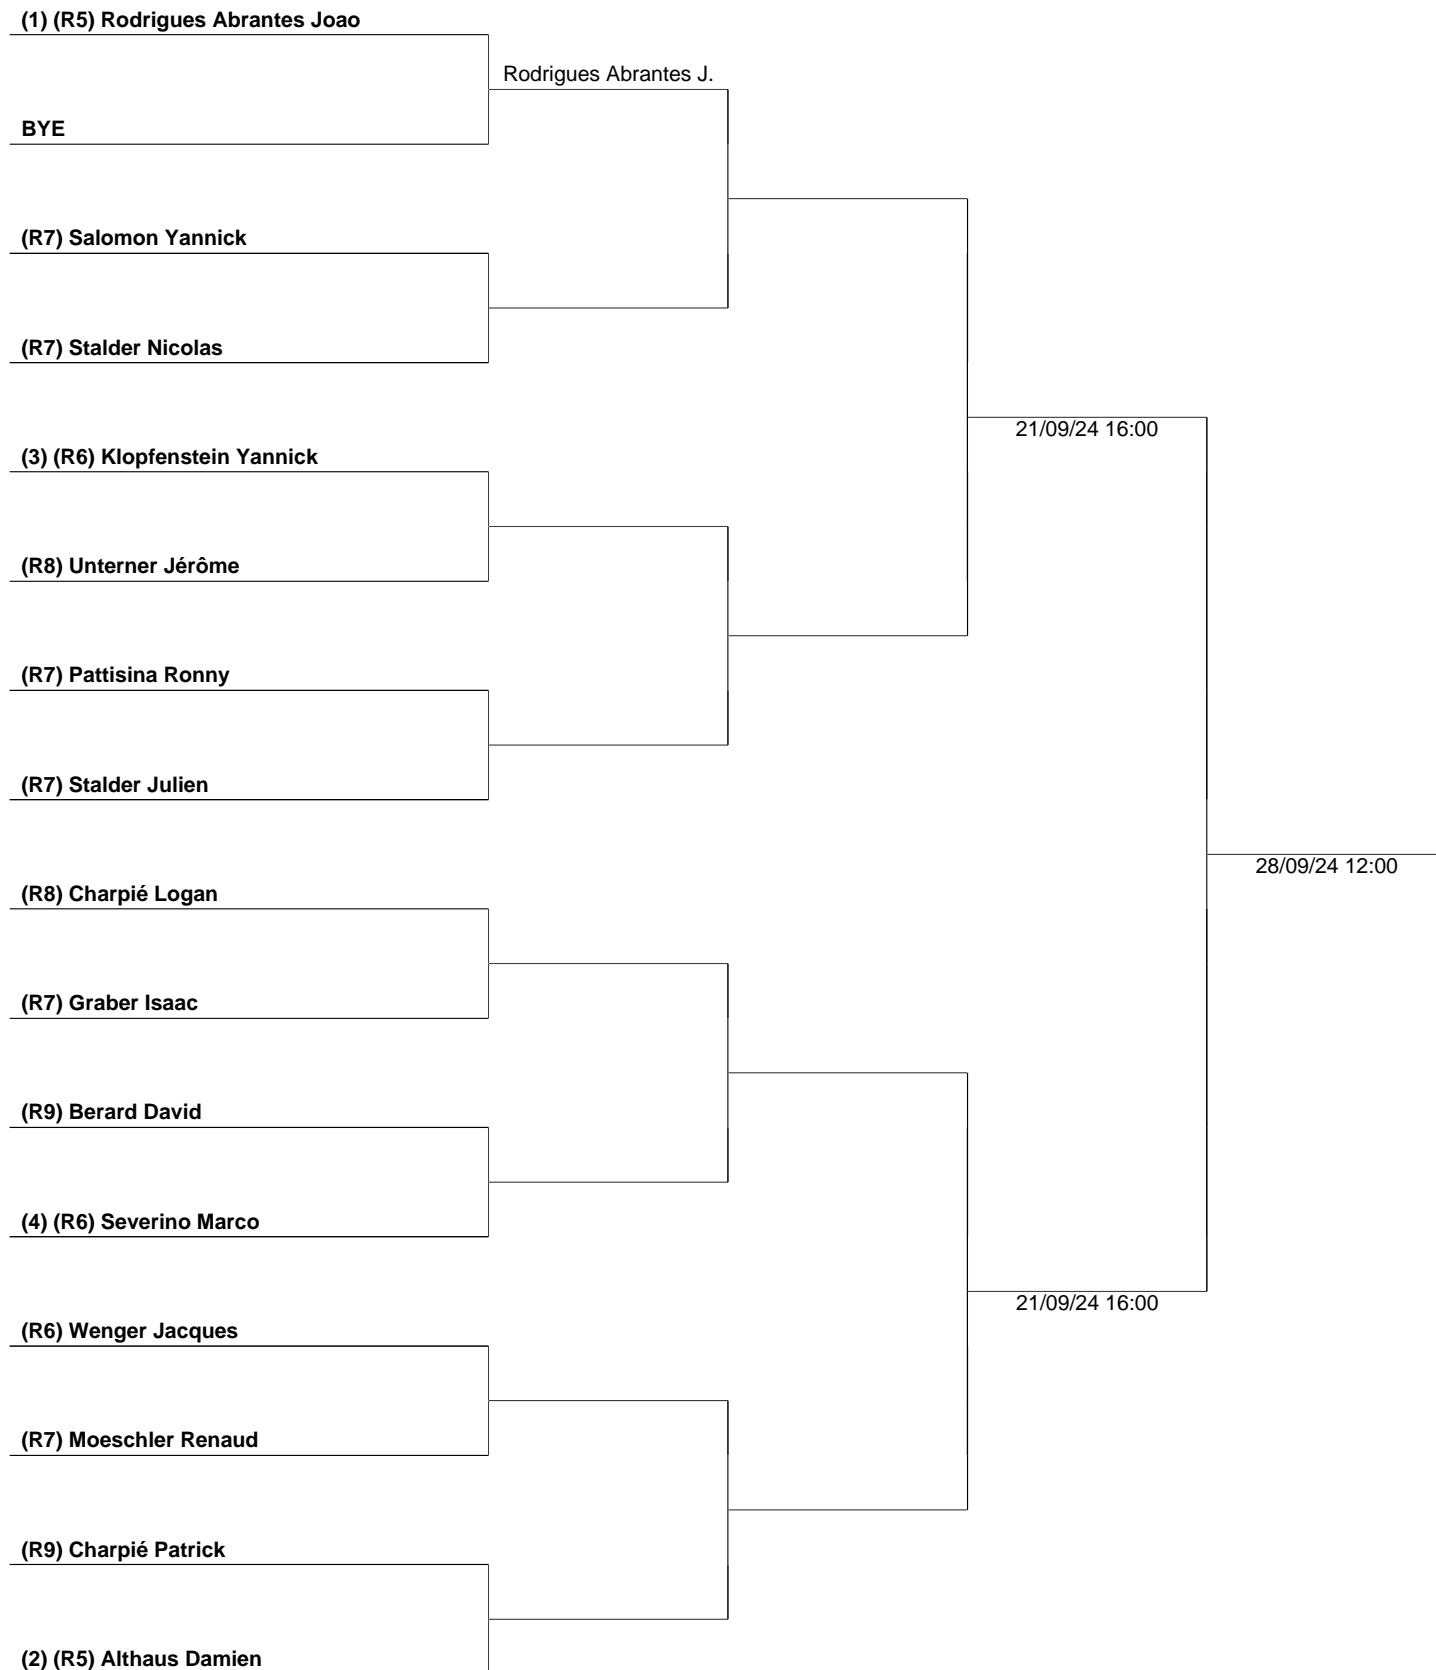 (1) (R5) Rodrigues Abrantes Joao
Rodrigues Abrantes J.
BYE
(R7) Salomon Yannick
(R7) Stalder Nicolas
21/09/24 16:00
(3) (R6) Klopfenstein Yannick
(R8) Unterner Jérôme
(R7) Pattisina Ronny
(R7) Stalder Julien
28/09/24 12:00
(R8) Charpié Logan
(R7) Graber Isaac
(R9) Berard David
(4) (R6) Severino Marco
21/09/24 16:00
(R6) Wenger Jacques
(R7) Moeschler Renaud
(R9) Charpié Patrick
(2) (R5) Althaus Damien